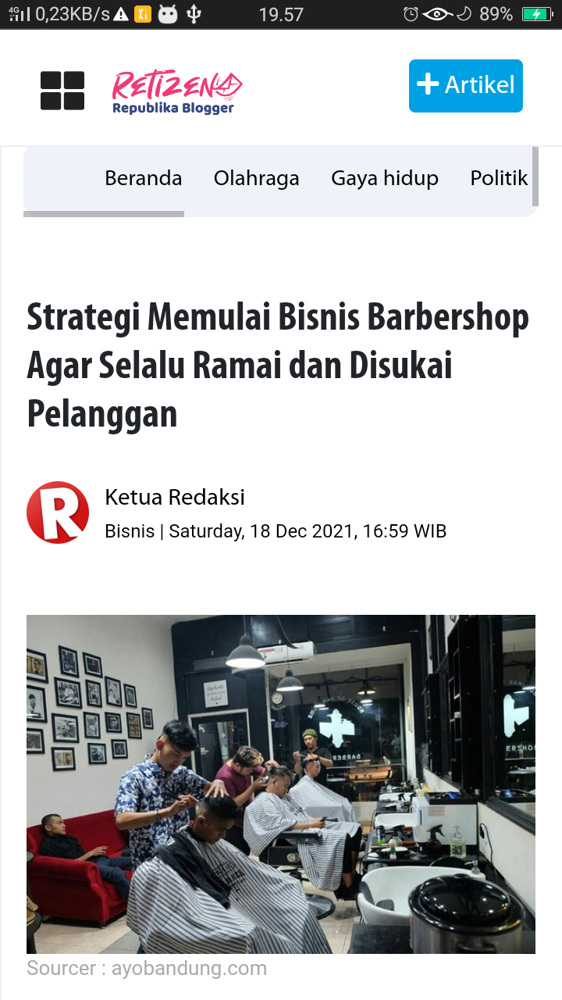 4G 0,23KB/s 19.57 89%
RETIZEN
Republika Blogger
+ Artikel
Beranda Olahraga Gaya hidup Politik
Strategi Memulai Bisnis Barbershop
Agar Selalu Ramai dan Disukai
Pelanggan
R
Ketua Redaksi
Bisnis | Saturday, 18 Dec 2021, 16:59 WIB
Sourcer : ayobandung.com